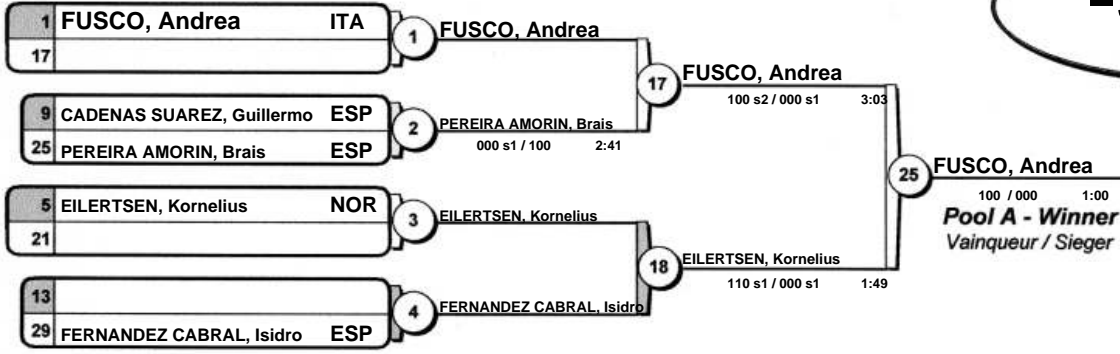 1 FUSCO, Andrea ITA
17
1 FUSCO, Andrea
9 CADENAS SUAREZ, Guillermo ESP
25 PEREIRA AMORIN, Brais ESP
2 PEREIRA AMORIN, Brais
000 s1 / 100 2:41
17 FUSCO, Andrea
100 s2 / 000 s1 3:03
5 EILERTSEN, Kornelius NOR
21
3 EILERTSEN, Kornelius
13
29 FERNANDEZ CABRAL, Isidro ESP
4 FERNANDEZ CABRAL, Isidro
18 EILERTSEN, Kornelius
110 s1 / 000 s1 1:49
25 FUSCO, Andrea
100 / 000 1:00
Pool A - Winner
Vainqueur / Sieger